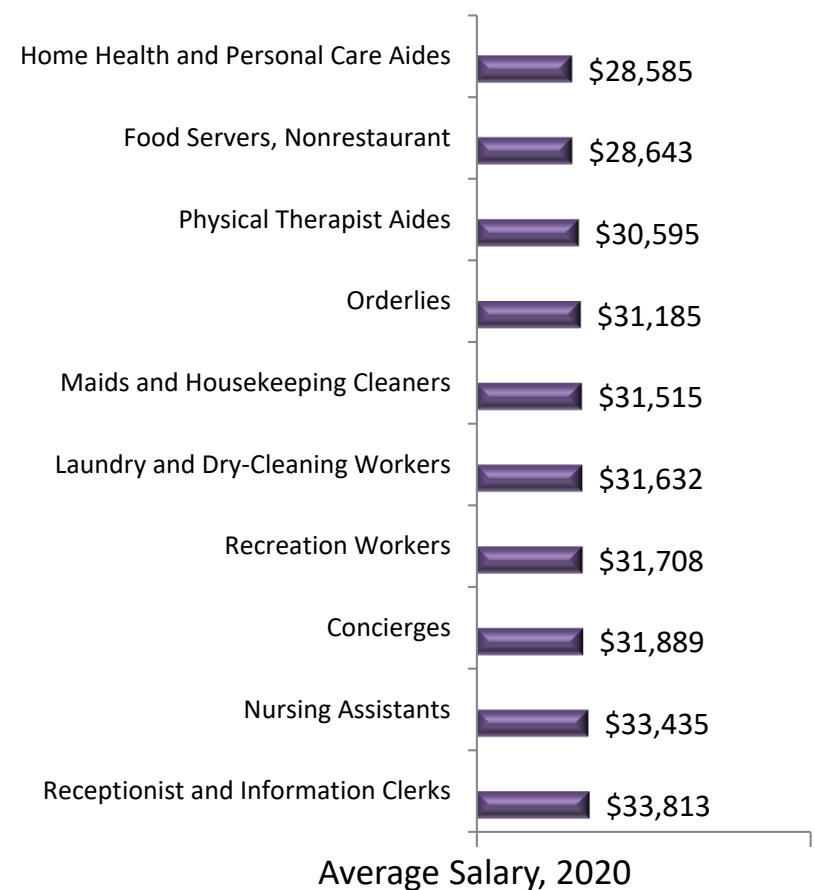 Home Health and Personal Care Aides
$28,585
Food Servers, Nonrestaurant
$28,643
Physical Therapist Aides
$30,595
Orderlies
$31,185
Maids and Housekeeping Cleaners
$31,515
Laundry and Dry-Cleaning Workers
$31,632
Recreation Workers
$31,708
Concierges
$31,889
Nursing Assistants
$33,435
Receptionist and Information Clerks
$33,813
Average Salary, 2020